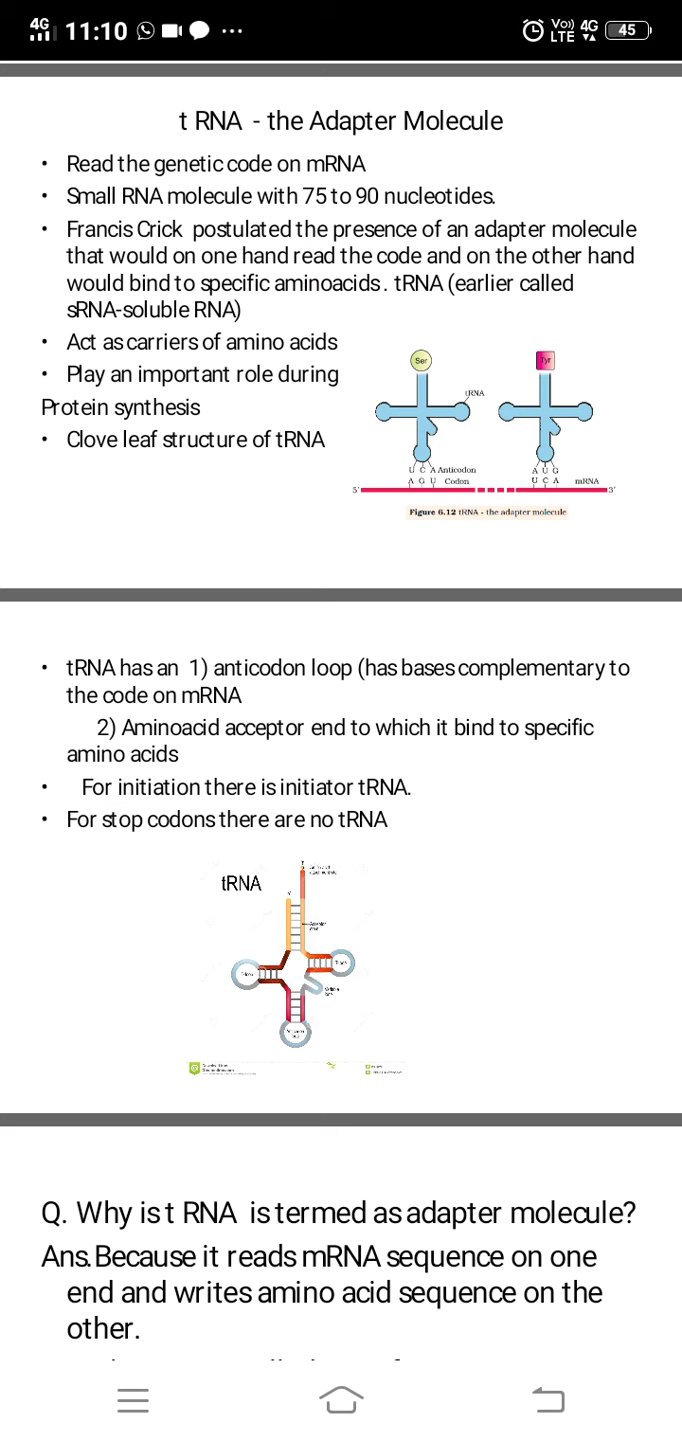 4G 11:10 ... Vo)) LTE 4G 45
t RNA - the Adapter Molecule
• Read the genetic code on mRNA
• Small RNA molecule with 75 to 90 nucleotides.
• Francis Crick postulated the presence of an adapter molecule
that would on one hand read the code and on the other hand
would bind to specific aminoacids. tRNA (earlier called
sRNA-soluble RNA)
• Act as carriers of amino acids
• Play an important role during
Protein synthesis
• Clove leaf structure of tRNA
Ser Tyr
tRNA
U C A Anticodon A U G
A G U Codon U C A mRNA
5' 3'
Figure 6.12 tRNA - the adapter molecule
• tRNA has an 1) anticodon loop (has bases complementary to
the code on mRNA
2) Aminoacid acceptor end to which it bind to specific
amino acids
• For initiation there is initiator tRNA.
• For stop codons there are no tRNA
tRNA
Q. Why is t RNA is termed as adapter molecule?
Ans. Because it reads mRNA sequence on one
end and writes amino acid sequence on the
other.